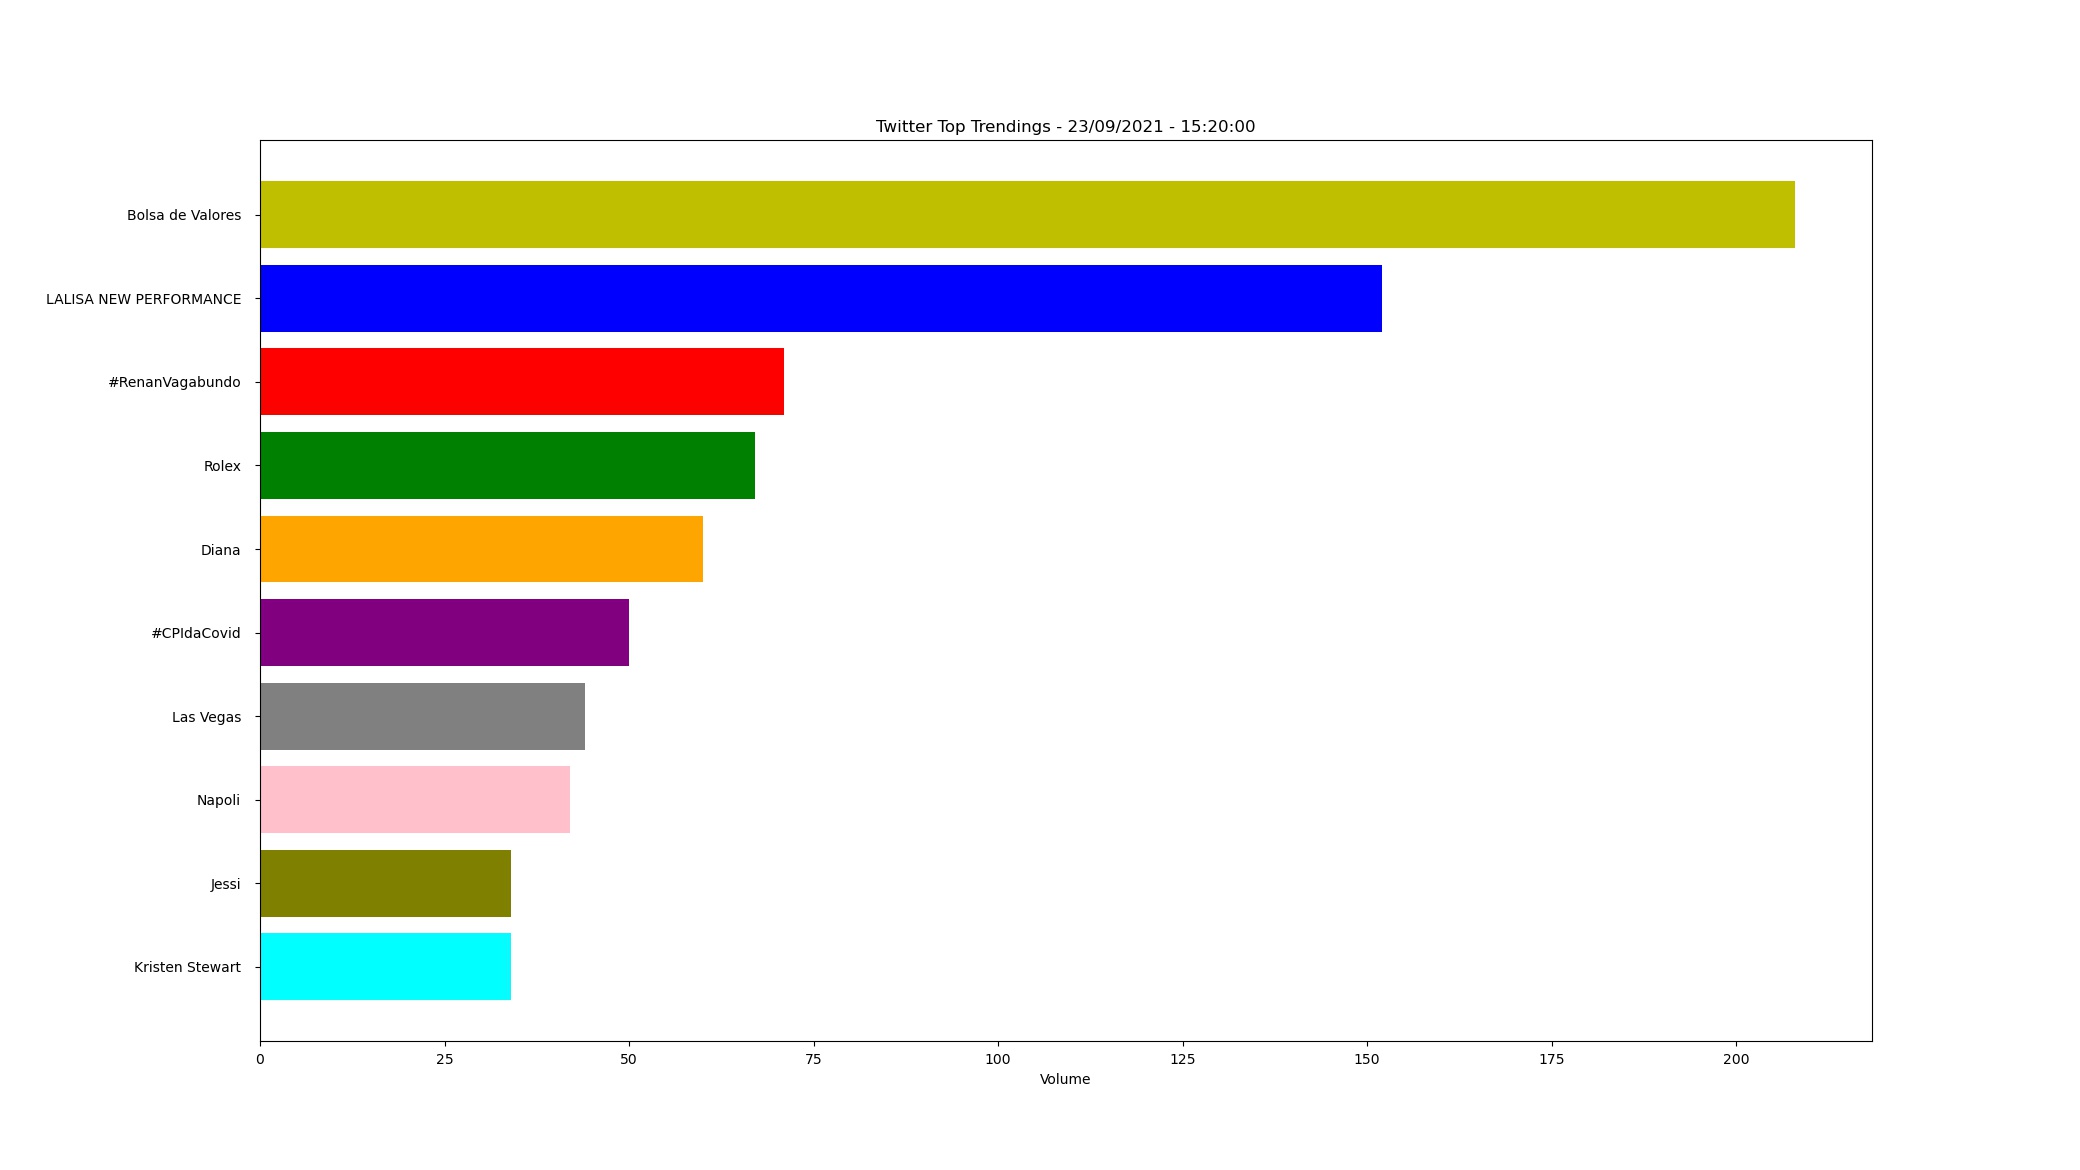 Twitter Top Trendings - 23/09/2021 - 15:20:00
Bolsa de Valores
LALISA NEW PERFORMANCE
#RenanVagabundo
Rolex
Diana
#CPIdaCovid
Las Vegas
Napoli
Jessi
Kristen Stewart
0 25 50 75 100 125 150 175 200
Volume